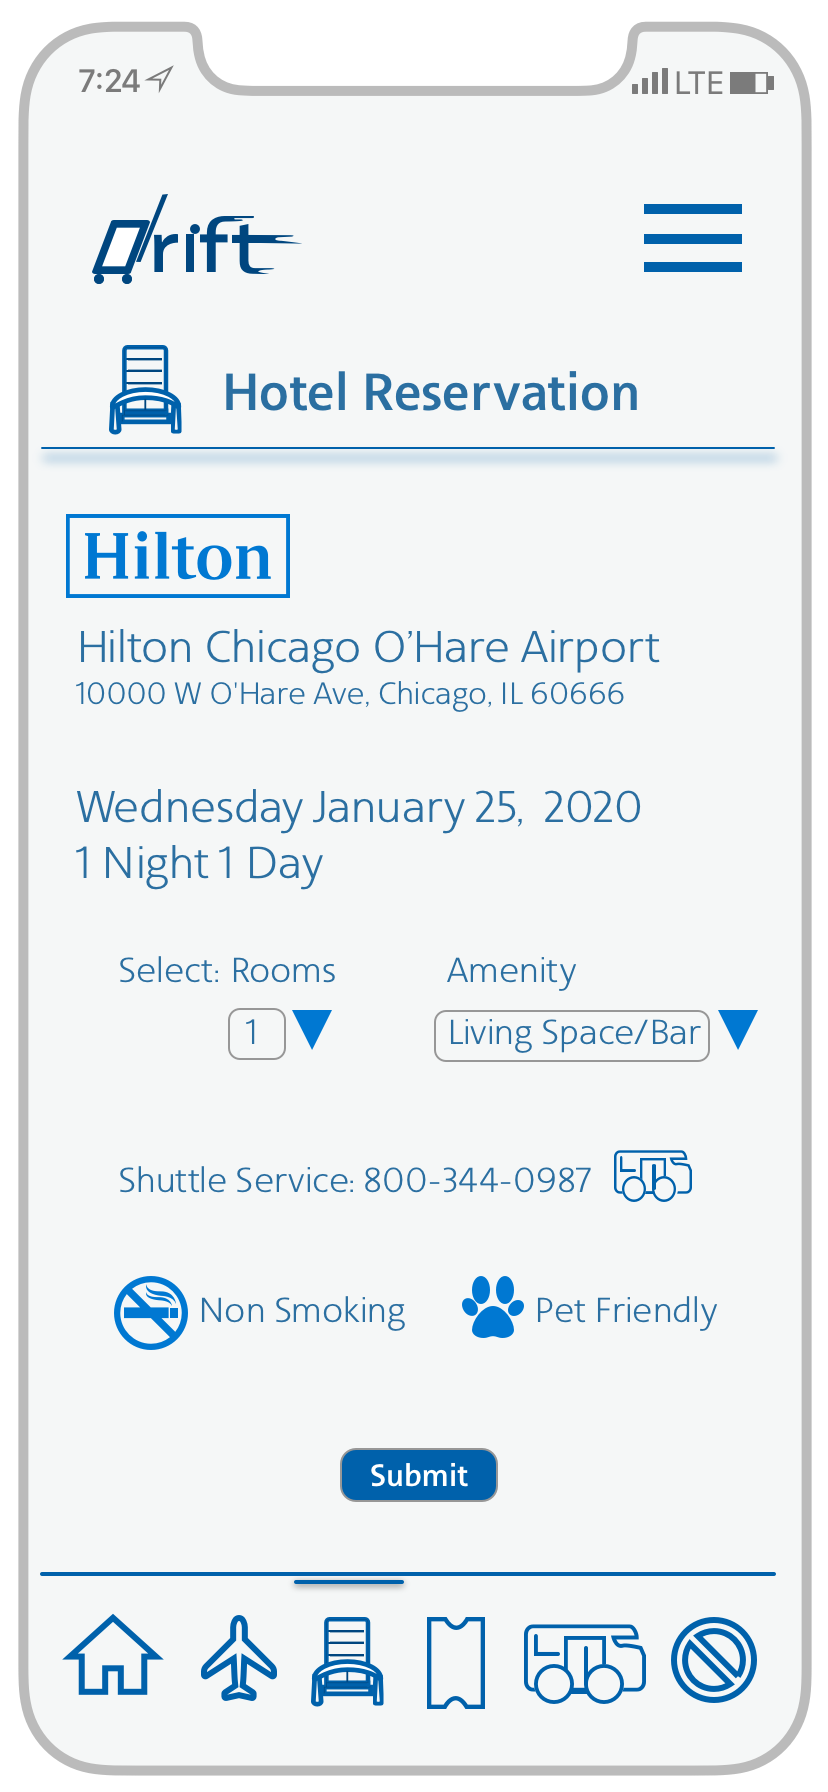 7:24 LTE
Drift
Hotel Reservation
Hilton
Hilton Chicago O’Hare Airport
10000 W O'Hare Ave, Chicago, IL 60666
Wednesday January 25, 2020
1 Night 1 Day
Select: Rooms Amenity
1 Living Space/Bar
Shuttle Service: 800-344-0987
Non Smoking Pet Friendly
Submit